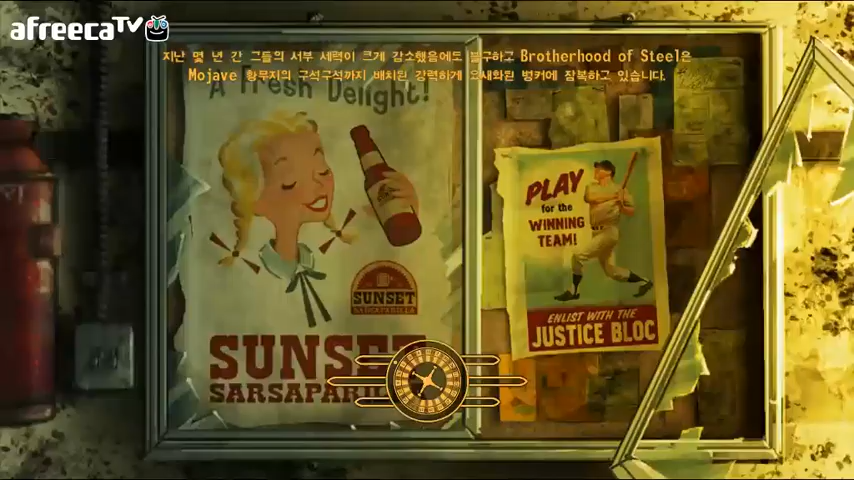 afreecaTV
지난 몇 년 간 그들의 서부 세력이 크게 감소했음에도 불구하고 Brotherhood of Steel은
Mojave 황무지의 구석구석까지 배치된 강력하게 요새화된 벙커에 잠복하고 있습니다.
A Fresh Delight!
SUNSET
SARSAPARILLA
SUNSET
SARSAPARI
PLAY
for the
WINNING
TEAM!
ENLIST WITH THE
JUSTICE BLOC